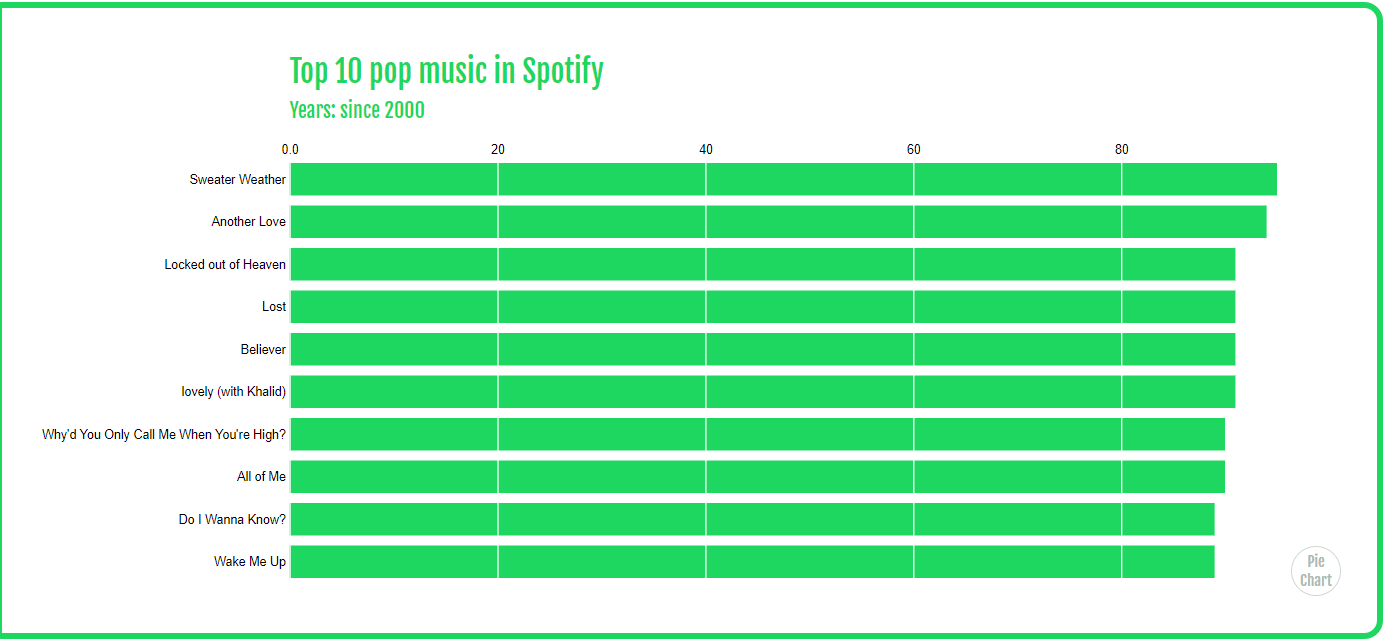 Top 10 pop music in Spotify
Years: since 2000
0.0 20 40 60 80
Sweater Weather
Another Love
Locked out of Heaven
Lost
Believer
lovely (with Khalid)
Why'd You Only Call Me When You're High?
All of Me
Do I Wanna Know?
Wake Me Up
Pie
Chart